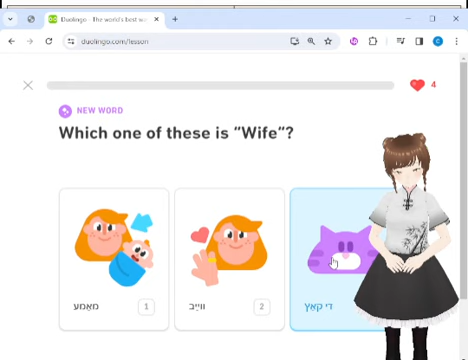 Duolingo - The world's best wa
duolingo.com/lesson
4
NEW WORD
Which one of these is “Wife”?
מאַמע 1
ווײַב 2
די קאַץ